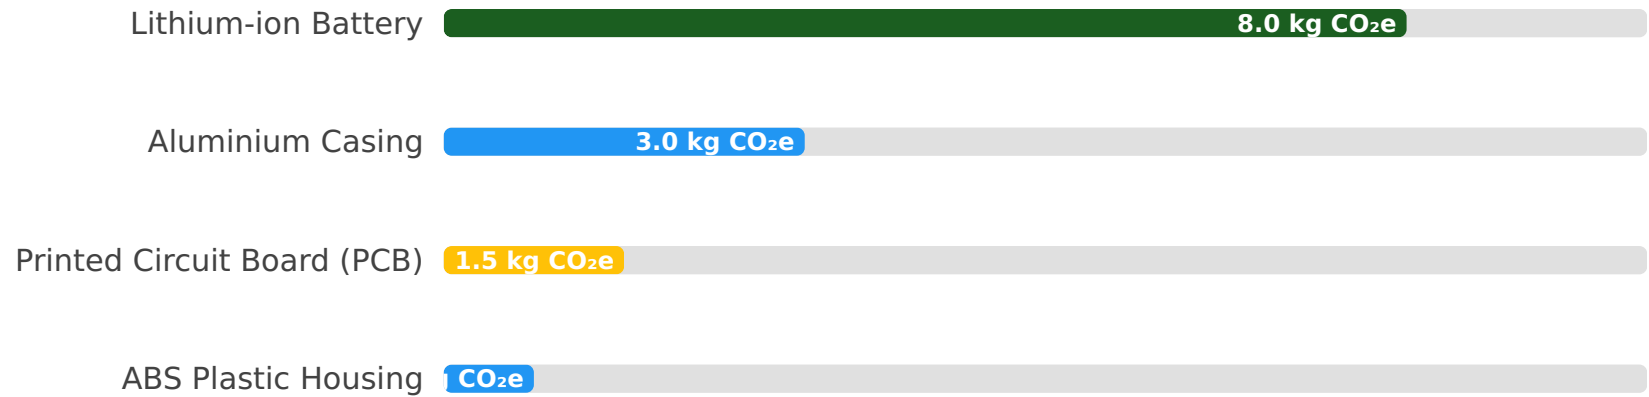 Lithium-ion Battery 8.0 kg CO₂e
Aluminium Casing 3.0 kg CO₂e
Printed Circuit Board (PCB) 1.5 kg CO₂e
ABS Plastic Housing CO₂e